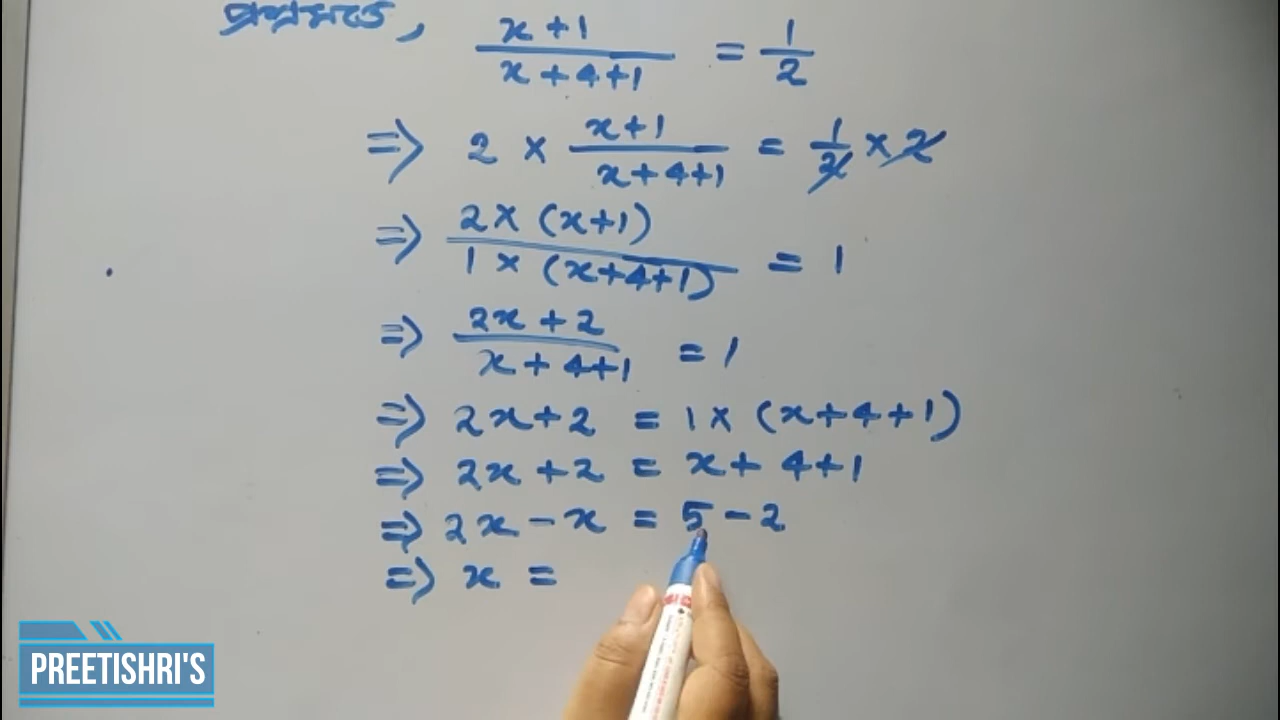 প্রশ্নমতে, (x+1)/(x+4+1) = 1/2
=> 2 × (x+1)/(x+4+1) = 1/2 × 2
=> (2×(x+1))/(1×(x+4+1)) = 1
=> (2x+2)/(x+4+1) = 1
=> 2x+2 = 1×(x+4+1)
=> 2x+2 = x+4+1
=> 2x-x = 5-2
=> x =
PREETISHRI'S